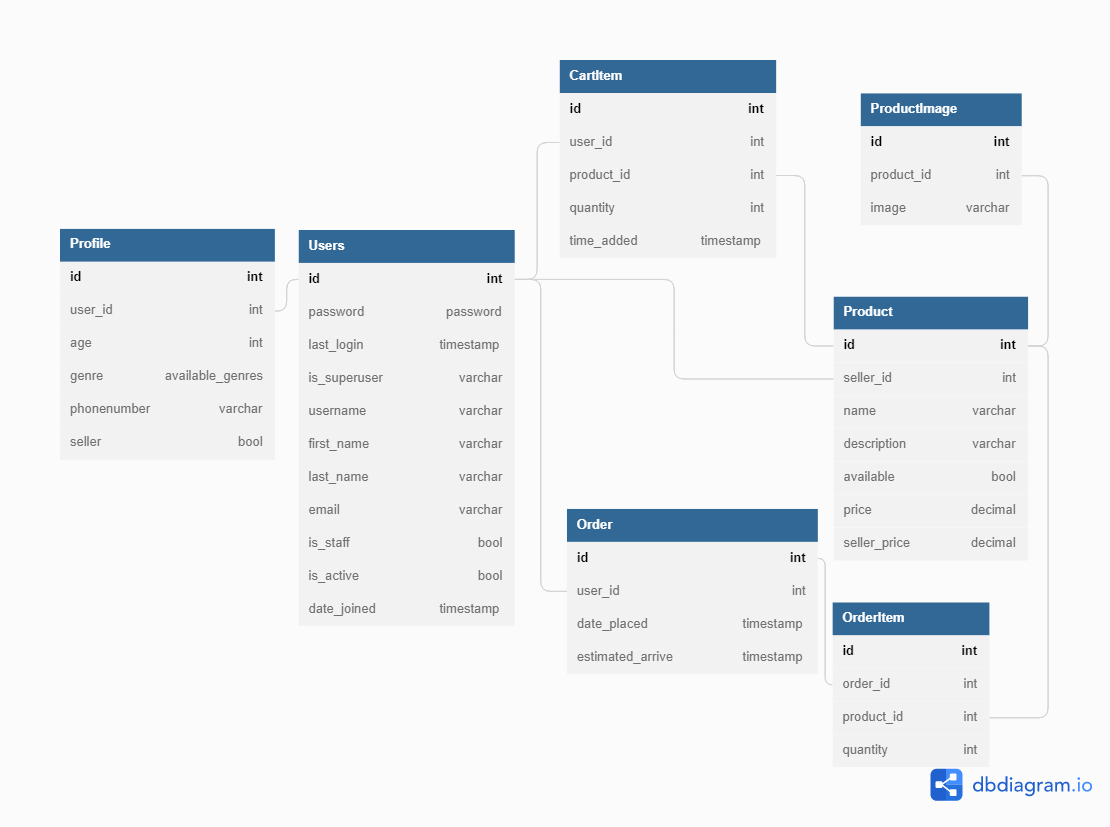 CartItem
id int
user_id int
product_id int
quantity int
time_added timestamp
ProductImage
id int
product_id int
image varchar
Profile
id int
user_id int
age int
genre available_genres
phonenumber varchar
seller bool
Users
id int
password password
last_login timestamp
is_superuser varchar
username varchar
first_name varchar
last_name varchar
email varchar
is_staff bool
is_active bool
date_joined timestamp
Product
id int
seller_id int
name varchar
description varchar
available bool
price decimal
seller_price decimal
Order
id int
user_id int
date_placed timestamp
estimated_arrive timestamp
OrderItem
id int
order_id int
product_id int
quantity int
dbdiagram.io